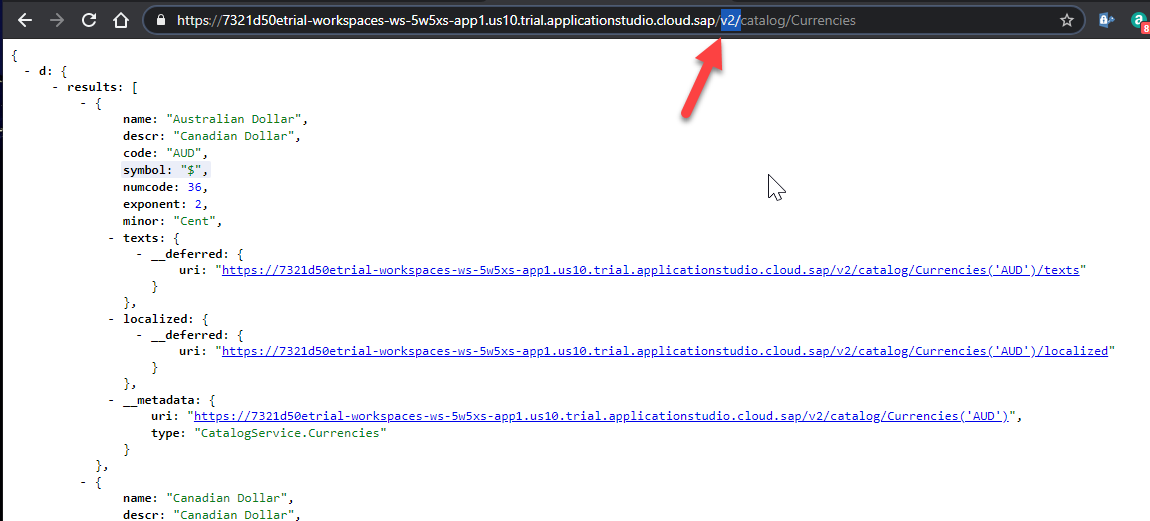 https://7321d50etrial-workspaces-ws-5w5xs-app1.us10.trial.applicationstudio.cloud.sap/v2/catalog/Currencies
8
{
- d: {
- results: [
- {
name: "Australian Dollar",
descr: "Canadian Dollar",
code: "AUD",
symbol: "$",
numcode: 36,
exponent: 2,
minor: "Cent",
- texts: {
- __deferred: {
uri: "https://7321d50etrial-workspaces-ws-5w5xs-app1.us10.trial.applicationstudio.cloud.sap/v2/catalog/Currencies('AUD')/texts"
}
},
- localized: {
- __deferred: {
uri: "https://7321d50etrial-workspaces-ws-5w5xs-app1.us10.trial.applicationstudio.cloud.sap/v2/catalog/Currencies('AUD')/localized"
}
},
- __metadata: {
uri: "https://7321d50etrial-workspaces-ws-5w5xs-app1.us10.trial.applicationstudio.cloud.sap/v2/catalog/Currencies('AUD')",
type: "CatalogService.Currencies"
}
},
- {
name: "Canadian Dollar",
descr: "Canadian Dollar",